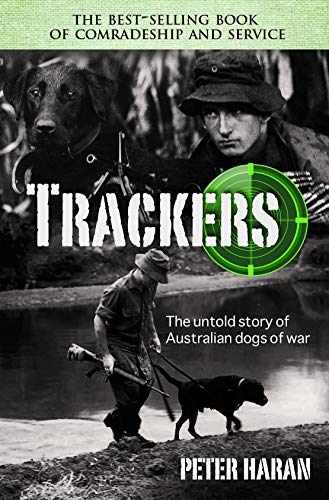 THE BEST-SELLING BOOK
OF COMRADESHIP AND SERVICE
TRACKERS
The untold story of
Australian dogs of war
PETER HARAN